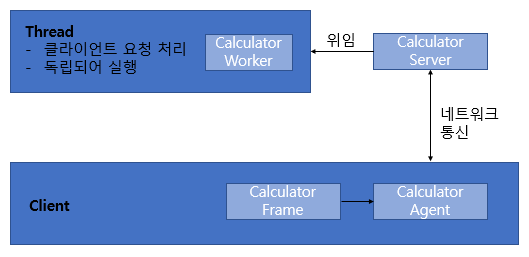 Thread
- 클라이언트 요청 처리
- 독립되어 실행
Calculator
Worker
위임
Calculator
Server
네트워크
통신
Client
Calculator
Frame
Calculator
Agent